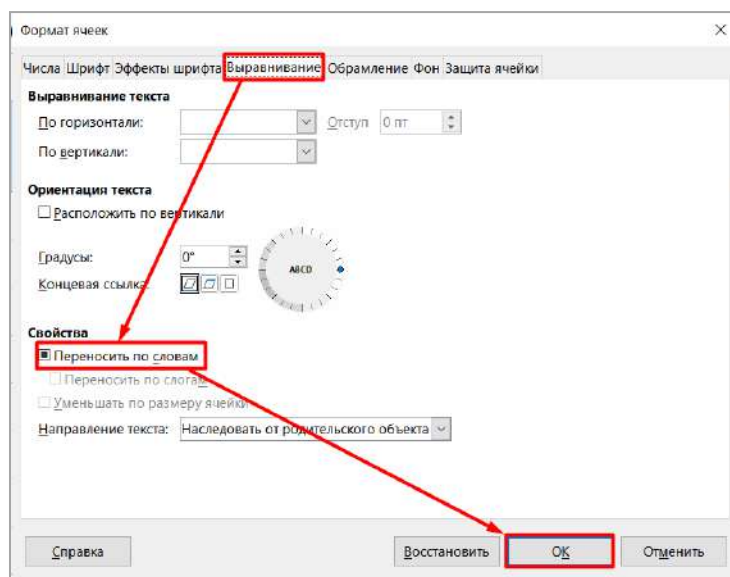 Формат ячеек
Числа Шрифт Эффекты шрифта Выравнивание Обрамление Фон Защита ячейки
Выравнивание текста
По горизонтали: Отступ 0 пт
По вертикали:
Ориентация текста
Расположить по вертикали
Градусы: 0°
ABCD
Концевая ссылка:
Свойства
Переносить по словам
Переносить по слогам
Уменьшать по размеру ячейки
Направление текста: Наследовать от родительского объекта
Справка Восстановить ОК Отменить